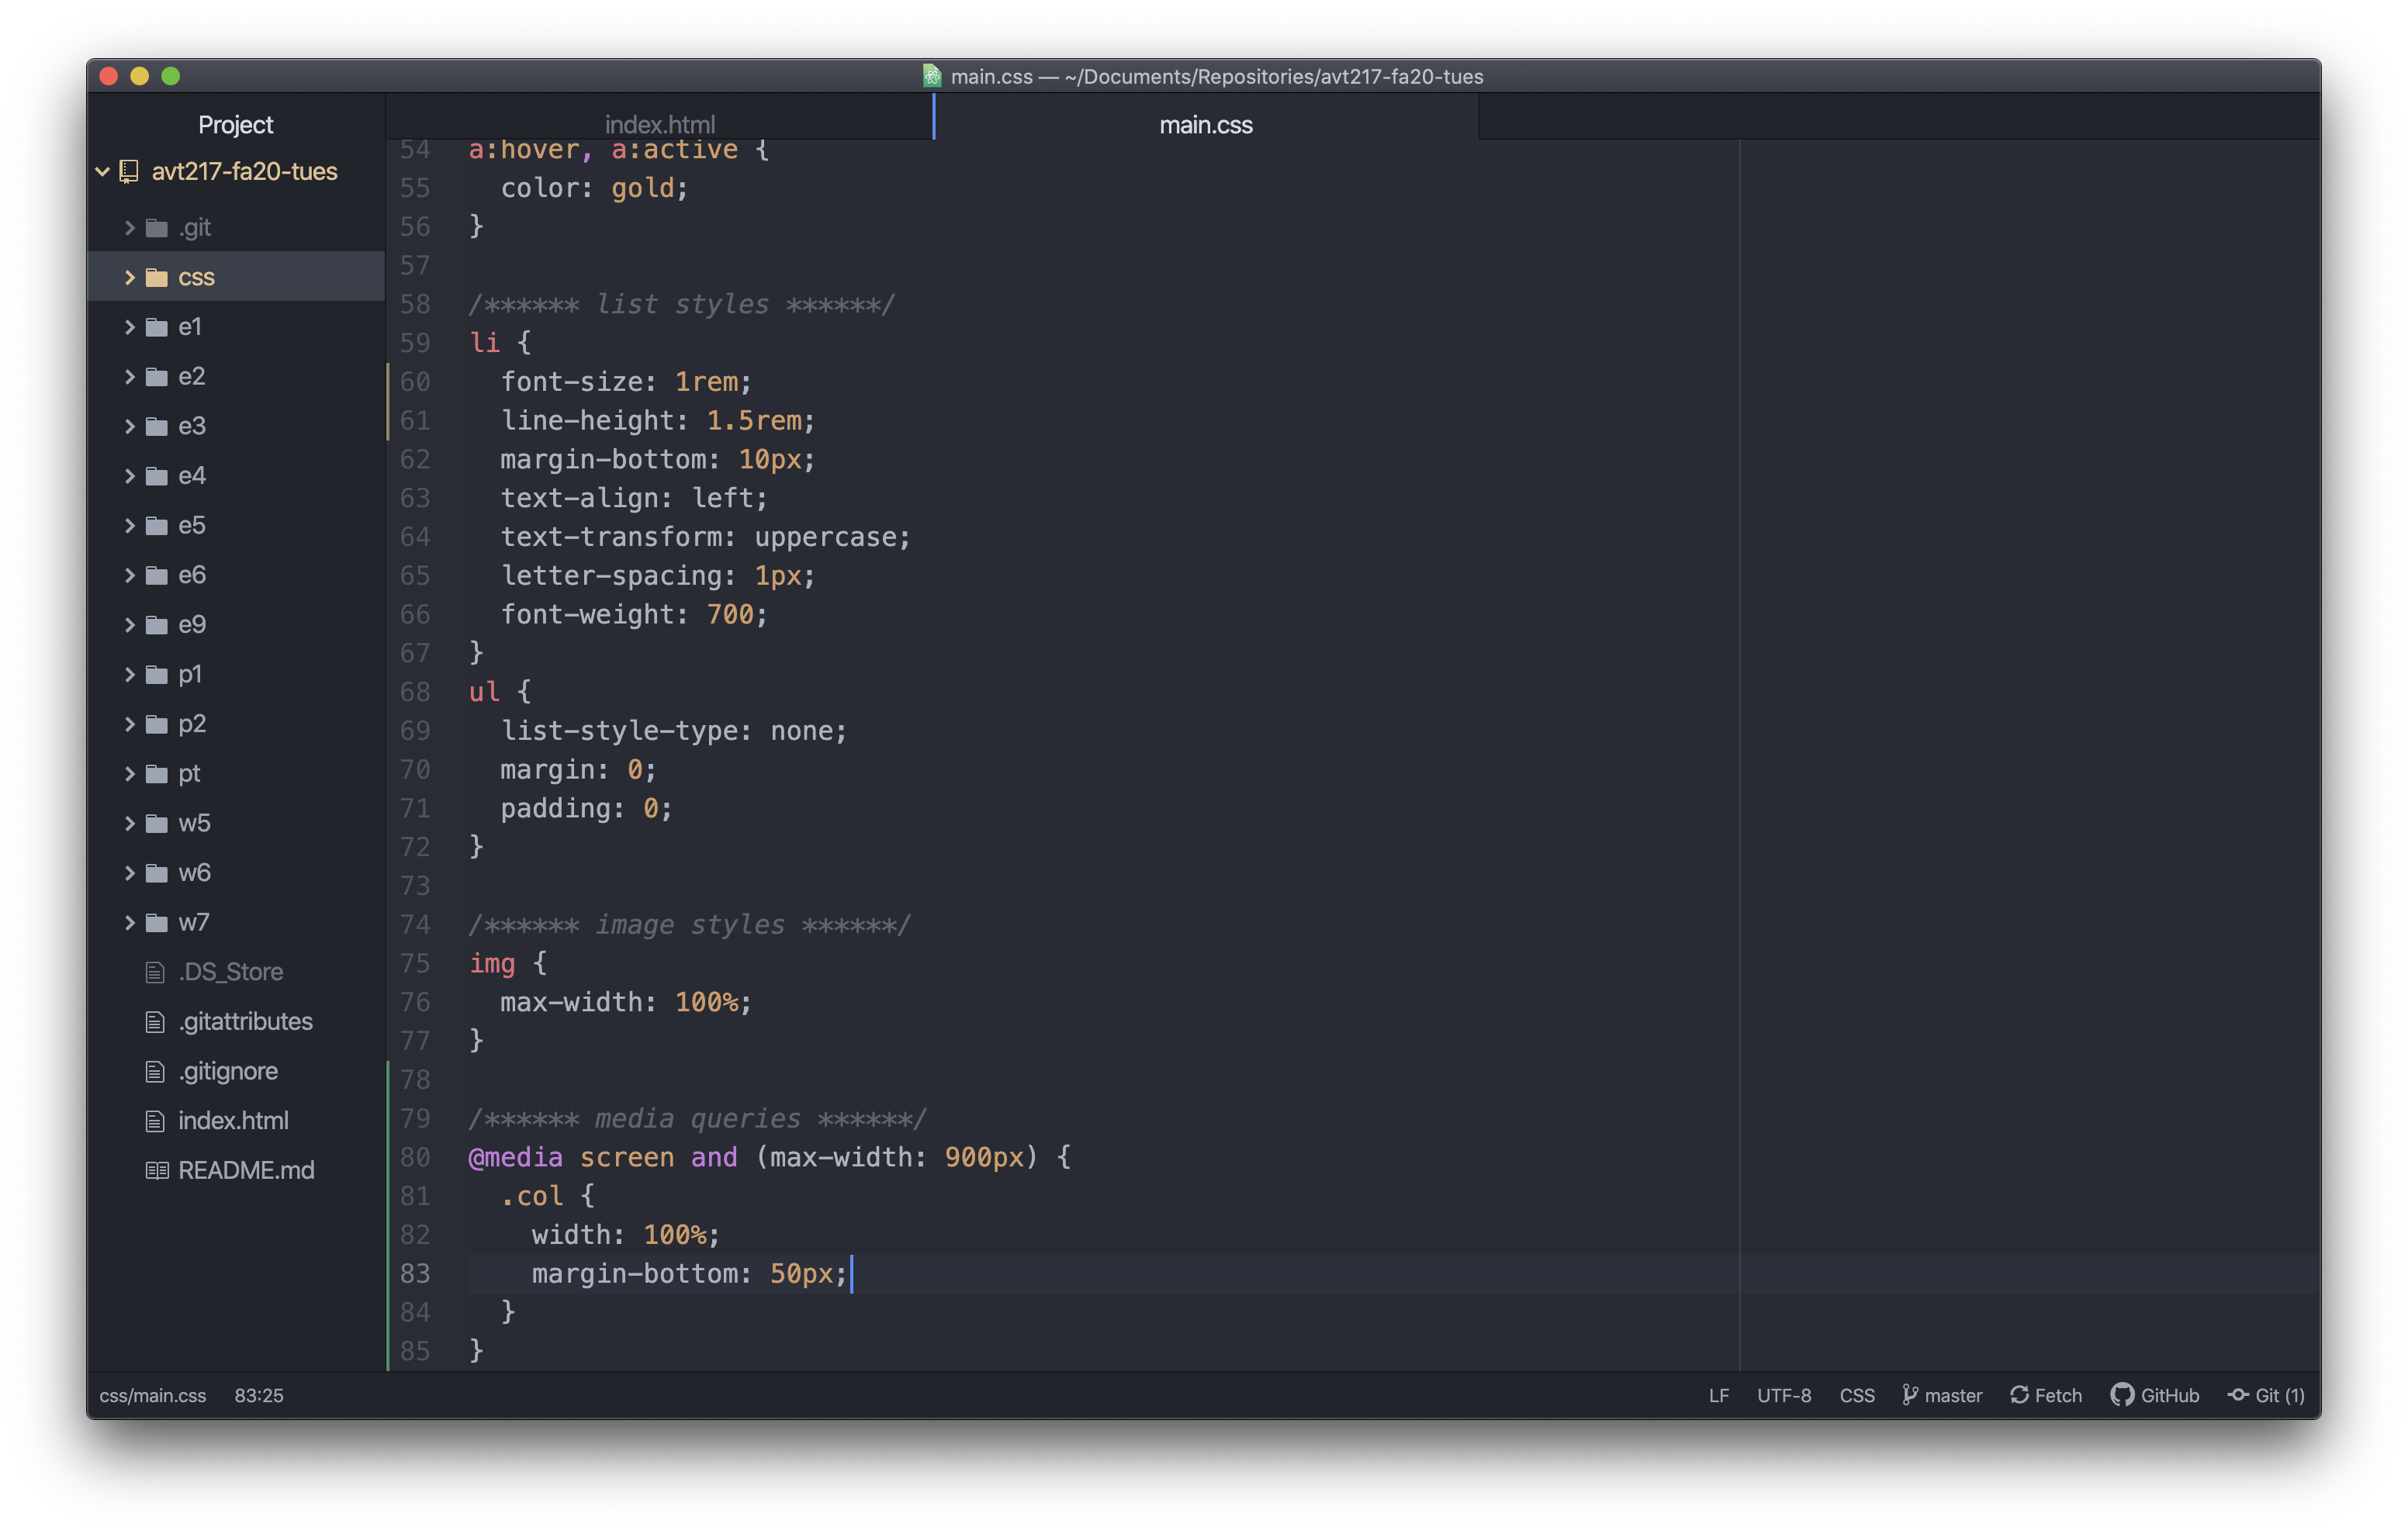 main.css — ~/Documents/Repositories/avt217-fa20-tues
Project
avt217-fa20-tues
.git
css
e1
e2
e3
e4
e5
e6
e9
p1
p2
pt
w5
w6
w7
.DS_Store
.gitattributes
.gitignore
index.html
README.md
index.html
main.css
54 a:hover, a:active {
55   color: gold;
56 }
57
58 /****** list styles ******/
59 li {
60   font-size: 1rem;
61   line-height: 1.5rem;
62   margin-bottom: 10px;
63   text-align: left;
64   text-transform: uppercase;
65   letter-spacing: 1px;
66   font-weight: 700;
67 }
68 ul {
69   list-style-type: none;
70   margin: 0;
71   padding: 0;
72 }
73
74 /****** image styles ******/
75 img {
76   max-width: 100%;
77 }
78
79 /****** media queries ******/
80 @media screen and (max-width: 900px) {
81   .col {
82     width: 100%;
83     margin-bottom: 50px;
84   }
85 }
css/main.css 83:25 LF UTF-8 CSS master Fetch GitHub Git (1)